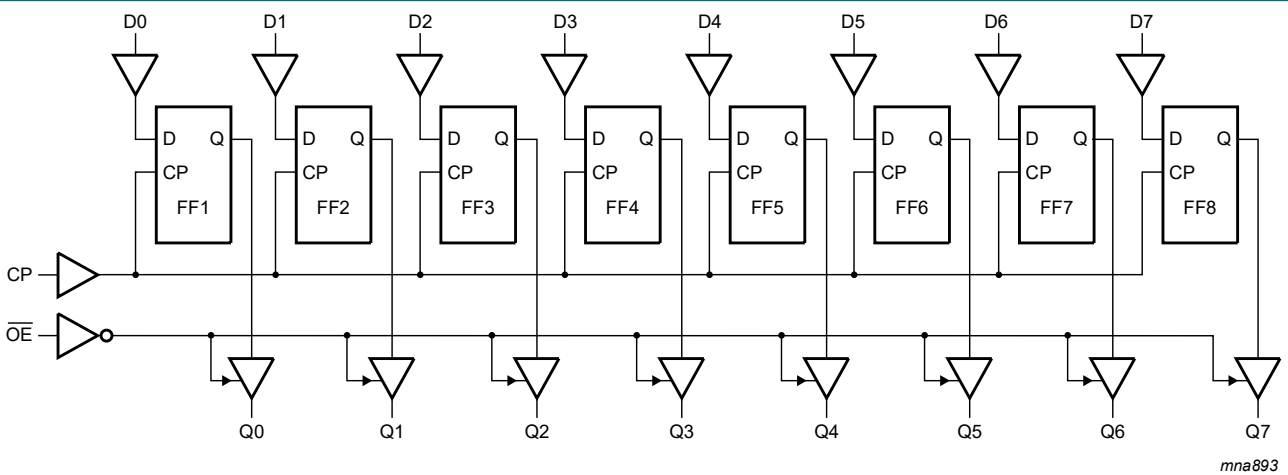 D0 D1 D2 D3 D4 D5 D6 D7
D Q D Q D Q D Q D Q D Q D Q D Q
CP CP CP CP CP CP CP CP
FF1 FF2 FF3 FF4 FF5 FF6 FF7 FF8
CP
O̅E̅
Q0 Q1 Q2 Q3 Q4 Q5 Q6 Q7
mna893